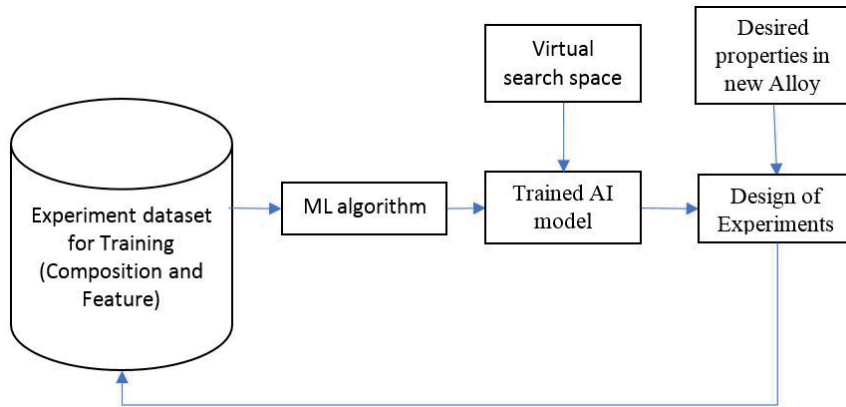 Virtual
search space
Desired
properties in
new Alloy
Experiment dataset
for Training
(Composition and
Feature)
ML algorithm
Trained AI
model
Design of
Experiments